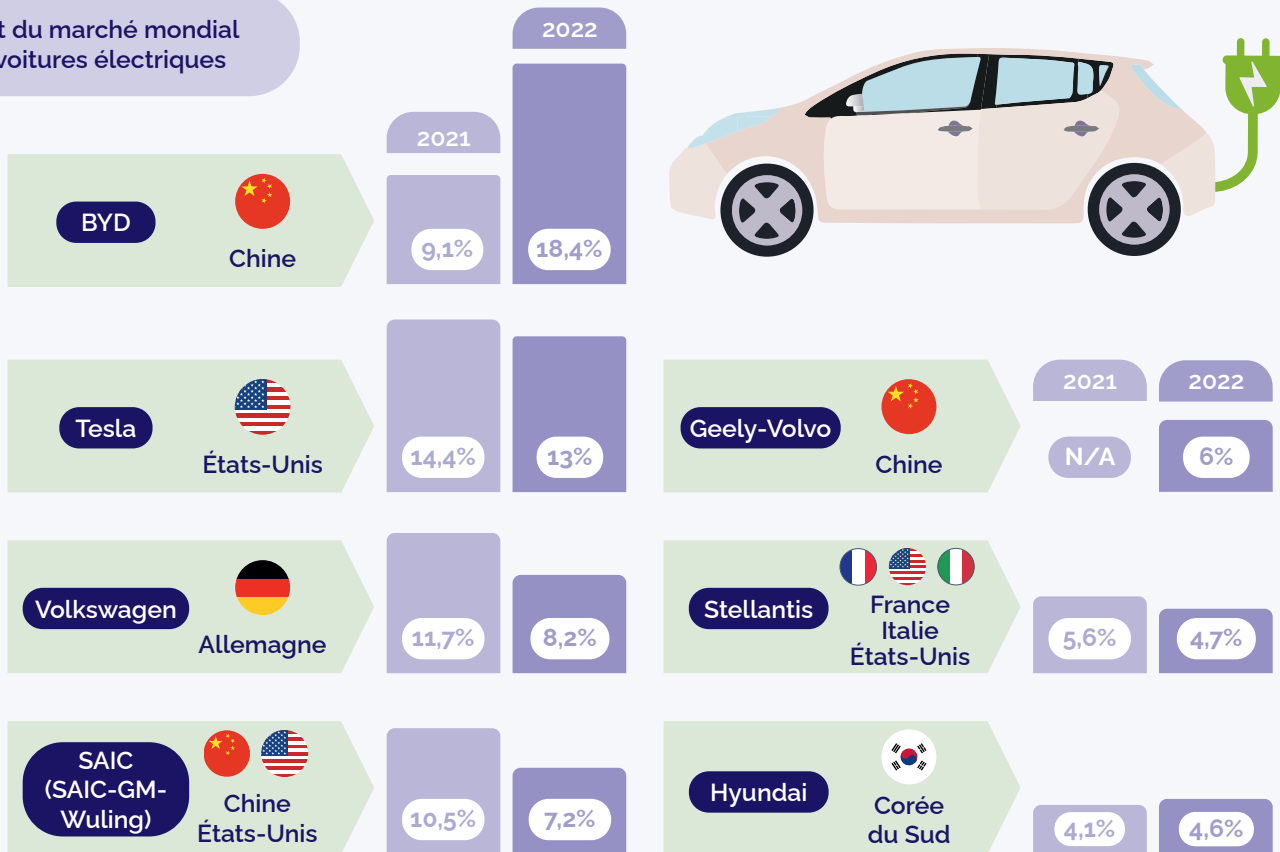 du marché mondial
voitures électriques
2021
2022
BYD
Chine
9,1%
18,4%
Tesla
États-Unis
14,4%
13%
Volkswagen
Allemagne
11,7%
8,2%
SAIC
(SAIC-GM-
Wuling)
Chine
États-Unis
10,5%
7,2%
2021
2022
Geely-Volvo
Chine
N/A
6%
Stellantis
France
Italie
États-Unis
5,6%
4,7%
Hyundai
Corée
du Sud
4,1%
4,6%